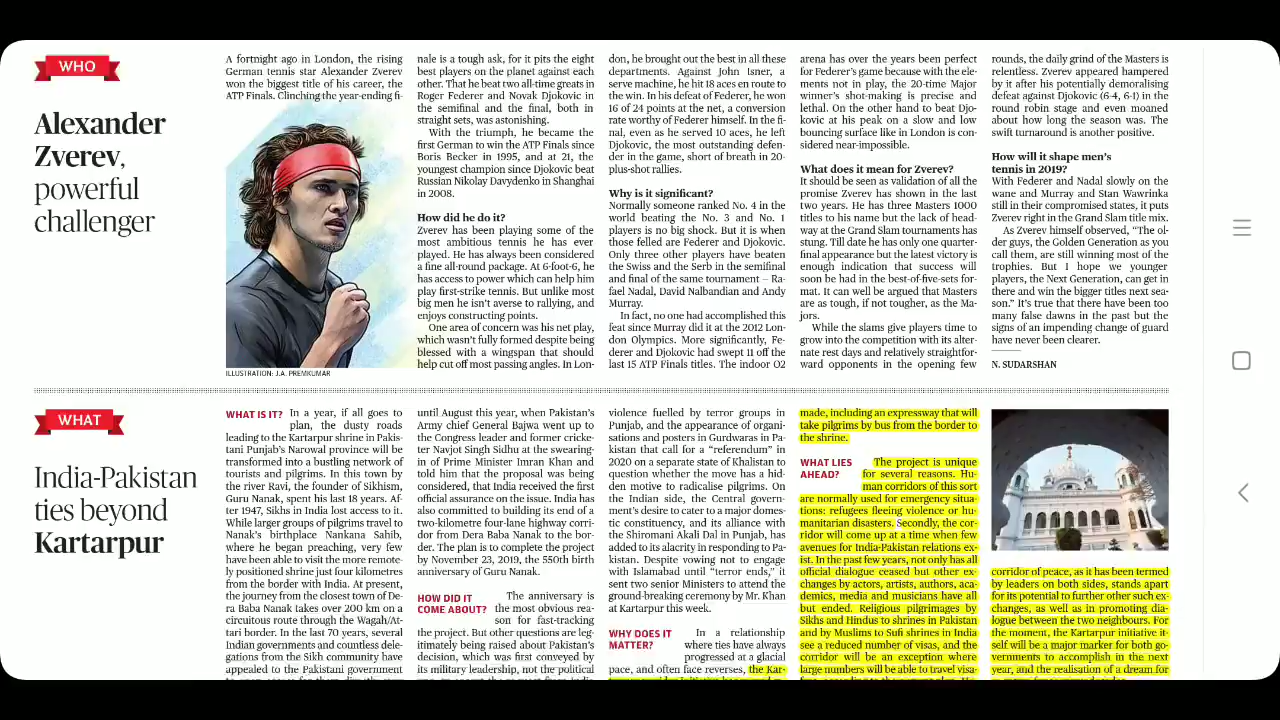 WHO
Alexander
Zverev,
powerful
challenger
A fortnight ago in London, the rising
German tennis star Alexander Zverev
won the biggest title of his career, the
ATP Finals. Clinching the year-ending fi-
ILLUSTRATION: J.A. PREMKUMAR
nale is a tough ask, for it pits the eight
best players on the planet against each
other. That he beat two all-time greats in
Roger Federer and Novak Djokovic in
the semifinal and the final, both in
straight sets, was astonishing.
With the triumph, he became the
first German to win the ATP Finals since
Boris Becker in 1995, and at 21, the
youngest champion since Djokovic beat
Russian Nikolay Davydenko in Shanghai
in 2008.
How did he do it?
Zverev has been playing some of the
most ambitious tennis he has ever
played. He has always been considered
a fine all-round package. At 6-foot-6, he
has access to power which can help him
play first-strike tennis. But unlike most
big men he isn't averse to rallying, and
enjoys constructing points.
One area of concern was his net play,
which wasn't fully formed despite being
blessed with a wingspan that should
help cut off most passing angles. In Lon-
don, he brought out the best in all these
departments. Against John Isner, a
serve machine, he hit 18 aces en route to
the win. In his defeat of Federer, he won
16 of 24 points at the net, a conversion
rate worthy of Federer himself. In the fi-
nal, even as he served 10 aces, he left
Djokovic, the most outstanding defen-
der in the game, short of breath in 20-
plus-shot rallies.
Why is it significant?
Normally someone ranked No. 4 in the
world beating the No. 3 and No. 1
players is no big shock. But it is when
those felled are Federer and Djokovic.
Only three other players have beaten
the Swiss and the Serb in the semifinal
and final of the same tournament – Ra-
fael Nadal, David Nalbandian and Andy
Murray.
In fact, no one had accomplished this
feat since Murray did it at the 2012 Lon-
don Olympics. More significantly, Fe-
derer and Djokovic had swept 11 off the
last 15 ATP Finals titles. The indoor O2
arena has over the years been perfect
for Federer's game because with the ele-
ments not in play, the 20-time Major
winner's shot-making is precise and
lethal. On the other hand to beat Djo-
kovic at his peak on a slow and low
bouncing surface like in London is con-
sidered near-impossible.
What does it mean for Zverev?
It should be seen as validation of all the
promise Zverev has shown in the last
two years. He has three Masters 1000
titles to his name but the lack of head-
way at the Grand Slam tournaments has
stung. Till date he has only one quarter-
final appearance but the latest victory is
enough indication that success will
soon be had in the best-of-five-sets for-
mat. It can well be argued that Masters
are as tough, if not tougher, as the Ma-
jors.
While the slams give players time to
grow into the competition with its alter-
nate rest days and relatively straightfor-
ward opponents in the opening few
rounds, the daily grind of the Masters is
relentless. Zverev appeared hampered
by it after his potentially demoralising
defeat against Djokovic (6-4, 6-1) in the
round robin stage and even moaned
about how long the season was. The
swift turnaround is another positive.
How will it shape men's
tennis in 2019?
With Federer and Nadal slowly on the
wane and Murray and Stan Wawrinka
still in their compromised states, it puts
Zverev right in the Grand Slam title mix.
As Zverev himself observed, "The ol-
der guys, the Golden Generation as you
call them, are still winning most of the
trophies. But I hope we younger
players, the Next Generation, can get in
there and win the bigger titles next sea-
son." It's true that there have been too
many false dawns in the past but the
signs of an impending change of guard
have never been clearer.
N. SUDARSHAN
WHAT
India-Pakistan
ties beyond
Kartarpur
WHAT IS IT? In a year, if all goes to
plan, the dusty roads
leading to the Kartarpur shrine in Pakis-
tani Punjab's Narowal province will be
transformed into a bustling network of
tourists and pilgrims. In this town by
the river Ravi, the founder of Sikhism,
Guru Nanak, spent his last 18 years. Af-
ter 1947, Sikhs in India lost access to it.
While larger groups of pilgrims travel to
Nanak's birthplace Nankana Sahib,
where he began preaching, very few
have been able to visit the more remote-
ly positioned shrine just four kilometres
from the border with India. At present,
the journey from the closest town of De-
ra Baba Nanak takes over 200 km on a
circuitous route through the Wagah/At-
tari border. In the last 70 years, several
Indian governments and countless dele-
gations from the Sikh community have
appealed to the Pakistani government
until August this year, when Pakistan's
Army chief General Bajwa went up to
the Congress leader and former cricke-
ter Navjot Singh Sidhu at the swearing-
in of Prime Minister Imran Khan and
told him that the proposal was being
considered, that India received the first
official assurance on the issue. India has
also committed to building its end of a
two-kilometre four-lane highway corri-
dor from Dera Baba Nanak to the bor-
der. The plan is to complete the project
by November 23, 2019, the 550th birth
anniversary of Guru Nanak.
HOW DID IT
COME ABOUT?
The anniversary is
the most obvious rea-
son for fast-tracking
the project. But other questions are leg-
itimately being raised about Pakistan's
decision, which was first conveyed by
its military leadership, not the political
violence fuelled by terror groups in
Punjab, and the appearance of organi-
sations and posters in Gurdwaras in Pa-
kistan that call for a "referendum" in
2020 on a separate state of Khalistan to
question whether the move has a hid-
den motive to radicalise pilgrims. On
the Indian side, the Central govern-
ment's desire to cater to a major domes-
tic constituency, and its alliance with
the Shiromani Akali Dal in Punjab, has
added to its alacrity in responding to Pa-
kistan. Despite vowing not to engage
with Islamabad until "terror ends," it
sent two senior Ministers to attend the
ground-breaking ceremony by Mr. Khan
at Kartarpur this week.
WHY DOES IT
MATTER?
In a relationship
where ties have always
progressed at a glacial
pace, and often face reverses, the Kar-
made, including an expressway that will
take pilgrims by bus from the border to
the shrine.
WHAT LIES
AHEAD?
The project is unique
for several reasons. Hu-
man corridors of this sort
are normally used for emergency situa-
tions: refugees fleeing violence or hu-
manitarian disasters. Secondly, the cor-
ridor will come up at a time when few
avenues for India-Pakistan relations ex-
ist. In the past few years, not only has all
official dialogue ceased but other ex-
changes by actors, artists, authors, aca-
demics, media and musicians have all
but ended. Religious pilgrimages by
Sikhs and Hindus to shrines in Pakistan
and by Muslims to Sufi shrines in India
see a reduced number of visas, and the
corridor will be an exception where
large numbers will be able to travel visa-
corridor of peace, as it has been termed
by leaders on both sides, stands apart
for its potential to further other such ex-
changes, as well as in promoting dia-
logue between the two neighbours. For
the moment, the Kartarpur initiative it-
self will be a major marker for both go-
vernments to accomplish in the next
year, and the realisation of a dream for